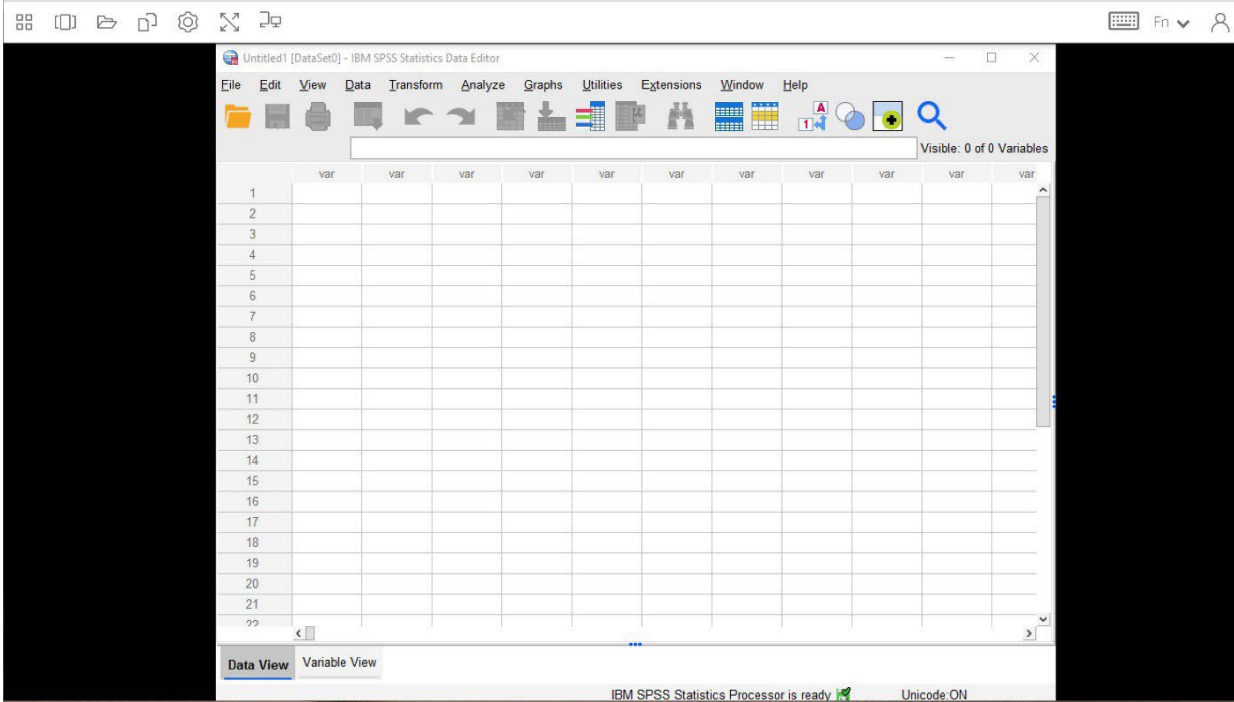 Fn
Untitled1 [DataSet0] - IBM SPSS Statistics Data Editor
File Edit View Data Transform Analyze Graphs Utilities Extensions Window Help
A
1
Visible: 0 of 0 Variables
var var var var var var var var var var var
1
2
3
4
5
6
7
8
9
10
11
12
13
14
15
16
17
18
19
20
21
22
Data View Variable View
IBM SPSS Statistics Processor is ready Unicode:ON